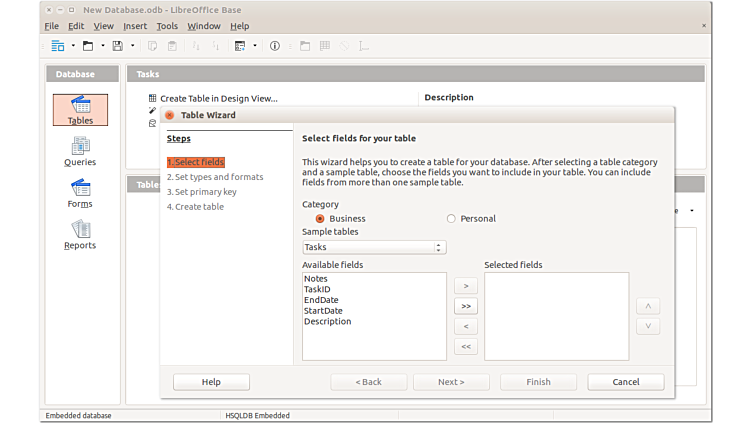 New Database.odb - LibreOffice Base
File Edit View Insert Tools Window Help
Database
Tasks
Create Table in Design View...
Description
Tables
Queries
Forms
Reports
Table
Table Wizard
Steps
1.Select fields
2. Set types and formats
3. Set primary key
4. Create table
Select fields for your table
This wizard helps you to create a table for your database. After selecting a table category
and a sample table, choose the fields you want to include in your table. You can include
fields from more than one sample table.
Category
Business Personal
Sample tables
Tasks
Available fields Selected fields
Notes
TaskID
EndDate
StartDate
Description
>
>>
<
<<
Help < Back Next > Finish Cancel
Embedded database HSQLDB Embedded